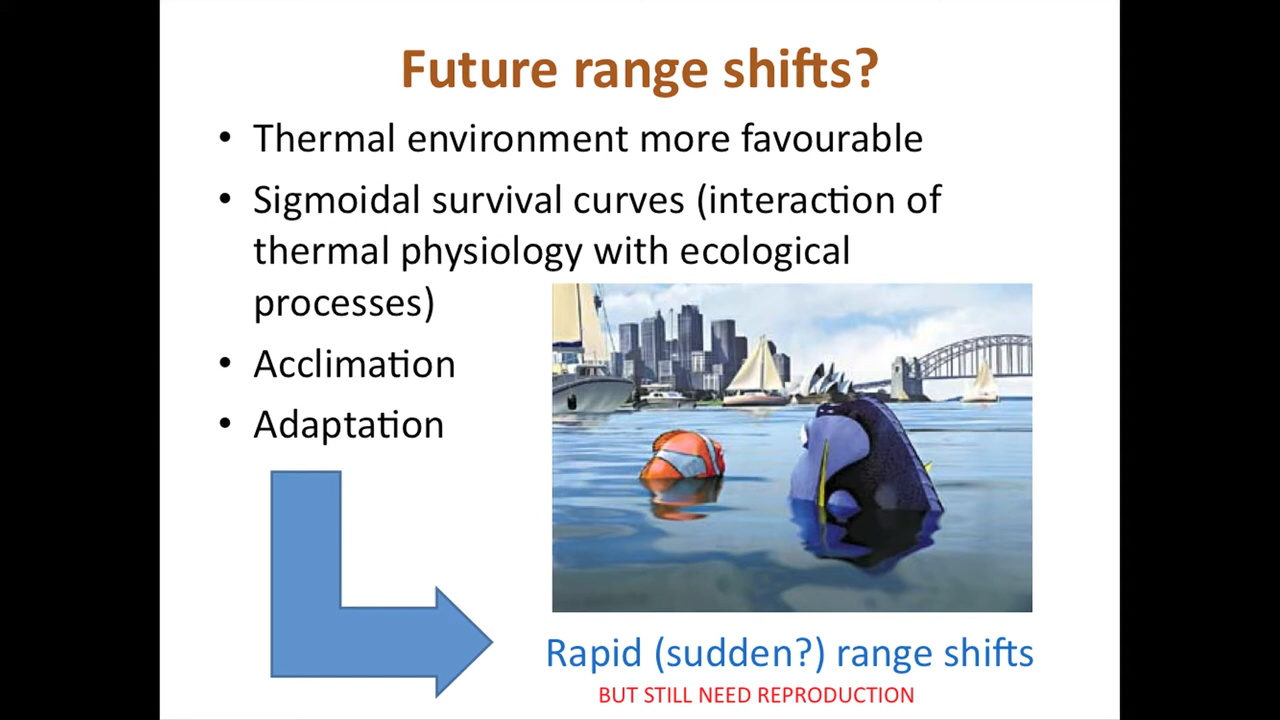 Future range shifts?
• Thermal environment more favourable
• Sigmoidal survival curves (interaction of
thermal physiology with ecological
processes)
• Acclimation
• Adaptation
Rapid (sudden?) range shifts
BUT STILL NEED REPRODUCTION